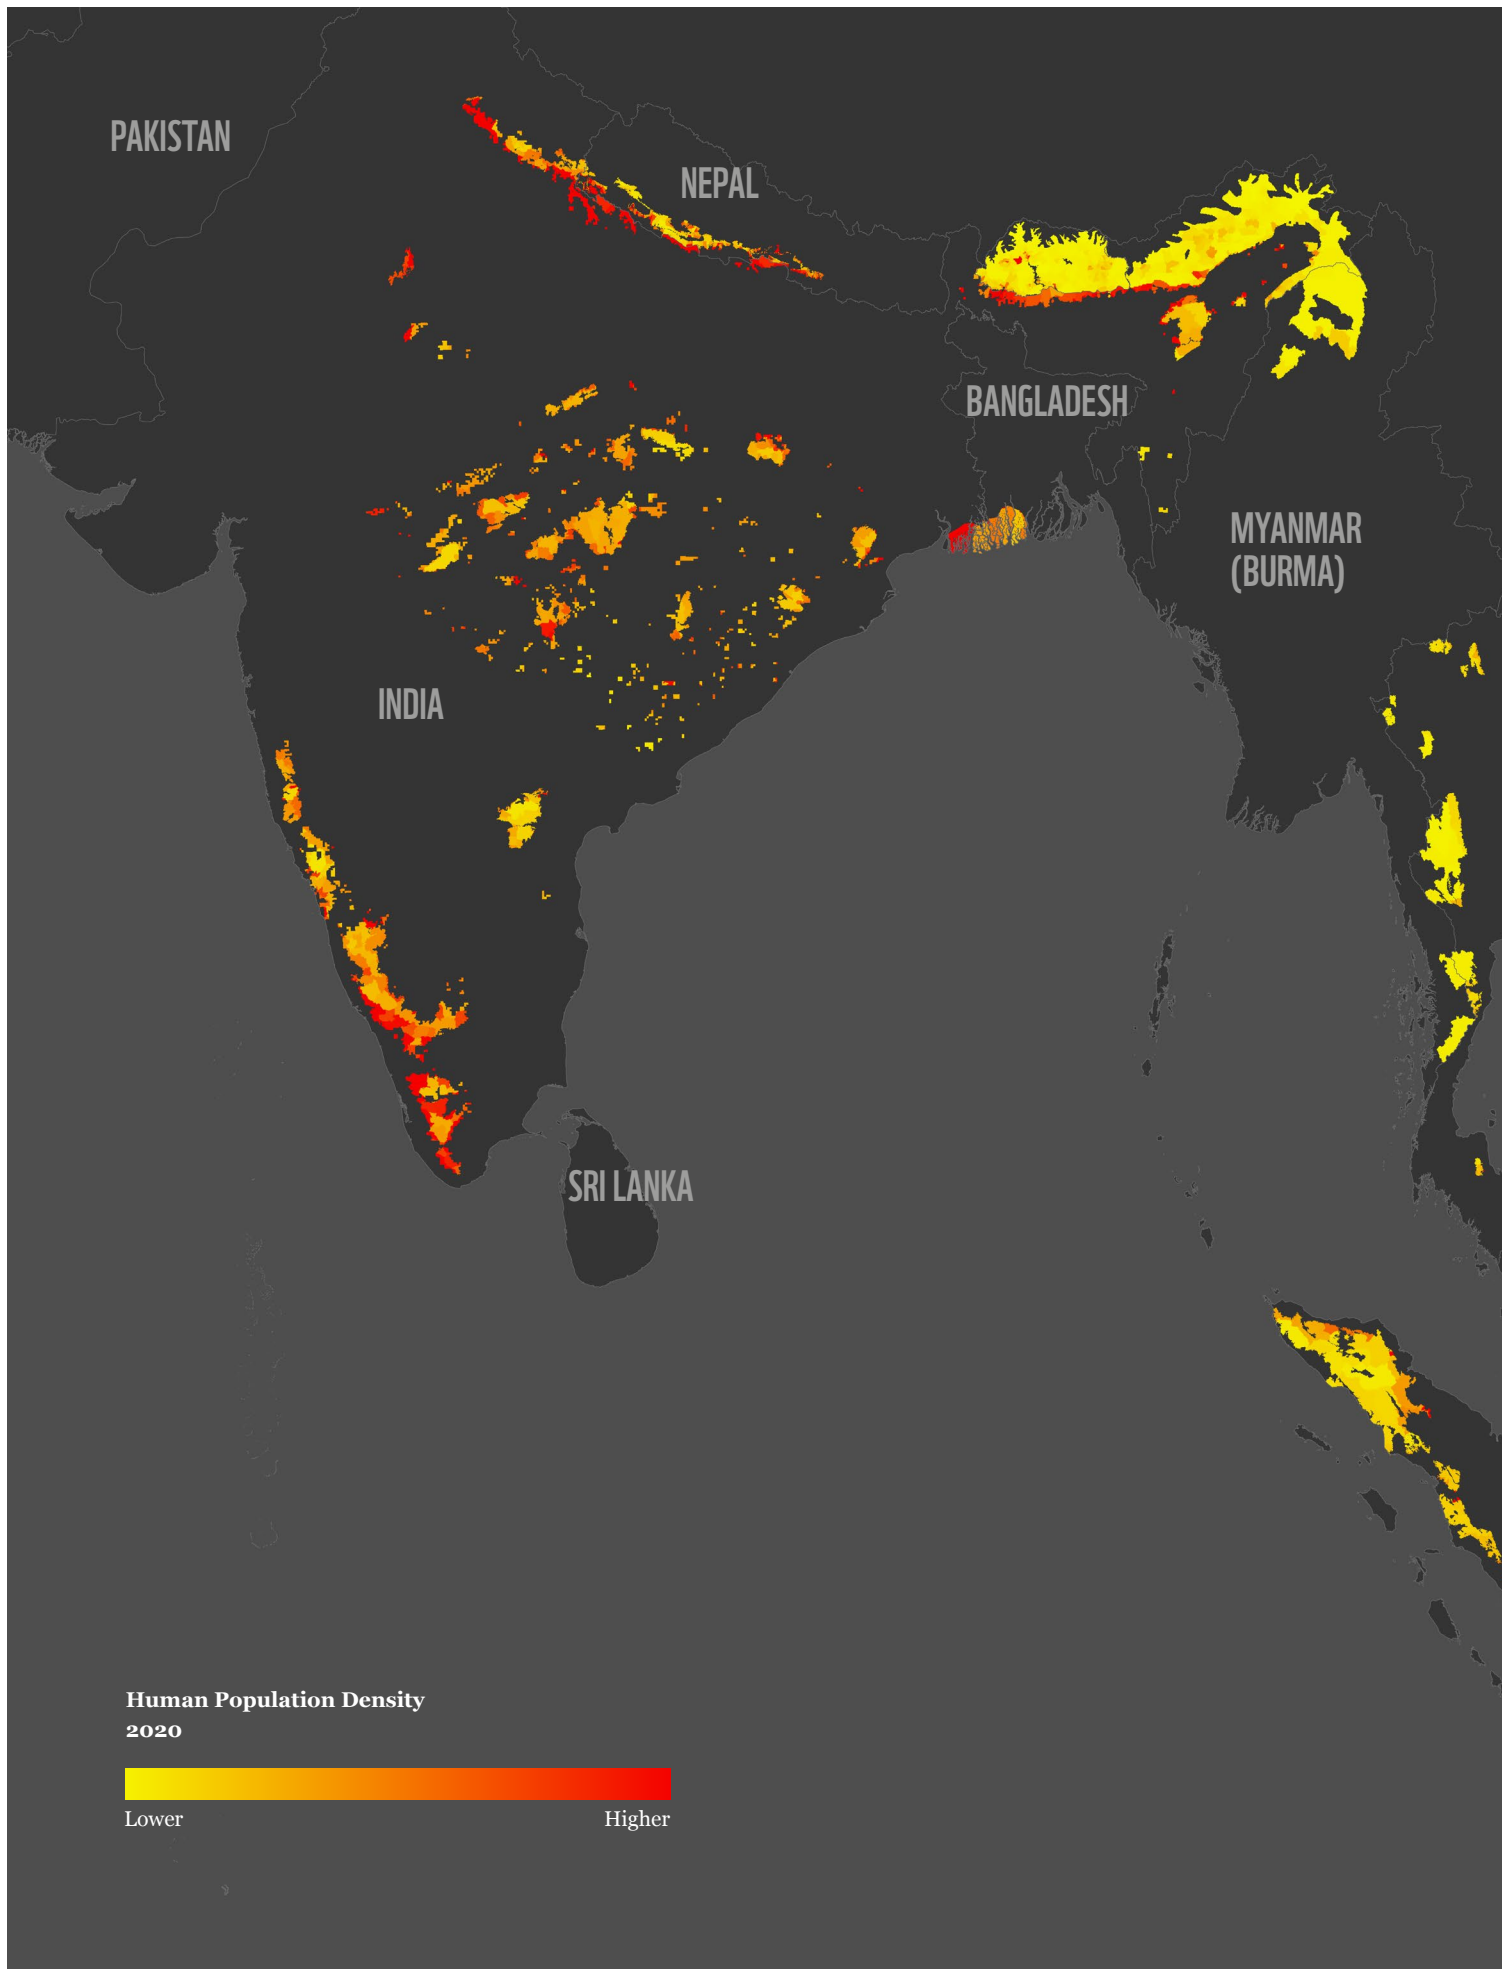 PAKISTAN
NEPAL
BANGLADESH
MYANMAR
(BURMA)
INDIA
SRI LANKA
Human Population Density
2020
Lower
Higher